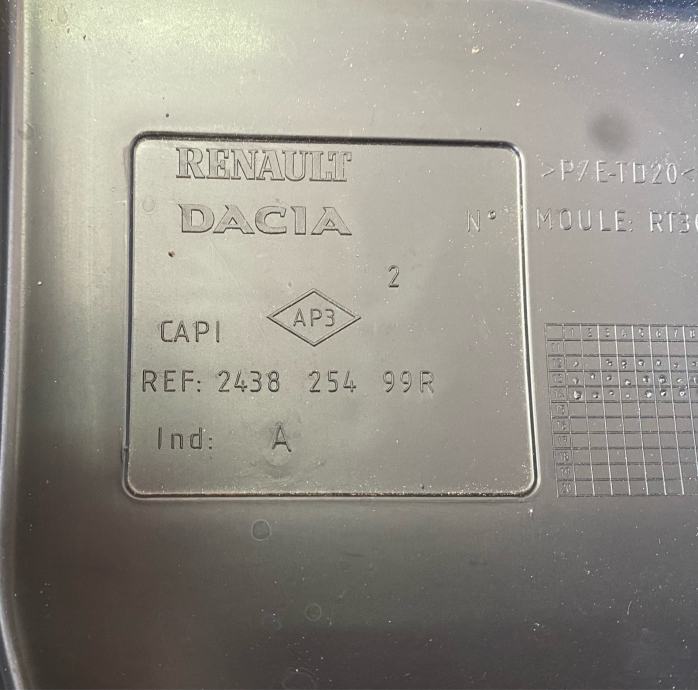 RENAULT
DACIA
2
CAPI
AP3
REF: 2438 254 99R
Ind: A
>P/E-TD20<
N° MOULE: